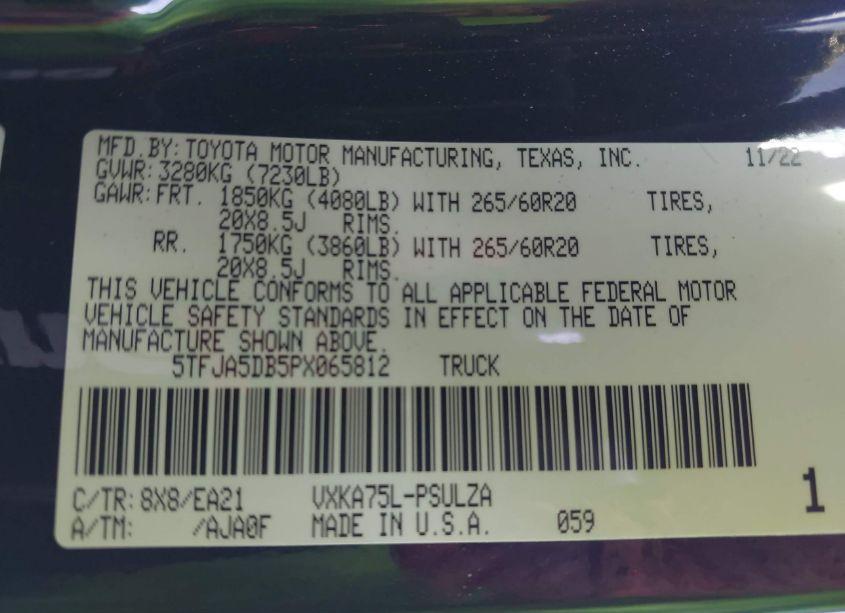 MFD.BY: TOYOTA MOTOR MANUFACTURING, TEXAS, INC. 11/22
GVWR: 3280KG (7230LB)
GAWR: FRT. 1850KG (4080LB) WITH 265/60R20 TIRES,
20X8.5J RIMS.
RR. 1750KG (3860LB) WITH 265/60R20 TIRES,
20X8.5J RIMS.
THIS VEHICLE CONFORMS TO ALL APPLICABLE FEDERAL MOTOR
VEHICLE SAFETY STANDARDS IN EFFECT ON THE DATE OF
MANUFACTURE SHOWN ABOVE.
5TFJA5DB5PX065812 TRUCK
C/TR: 8X8/EA21 VXKA75L-PSULZA
A/TM: /AJA0F MADE IN U.S.A. 059
1